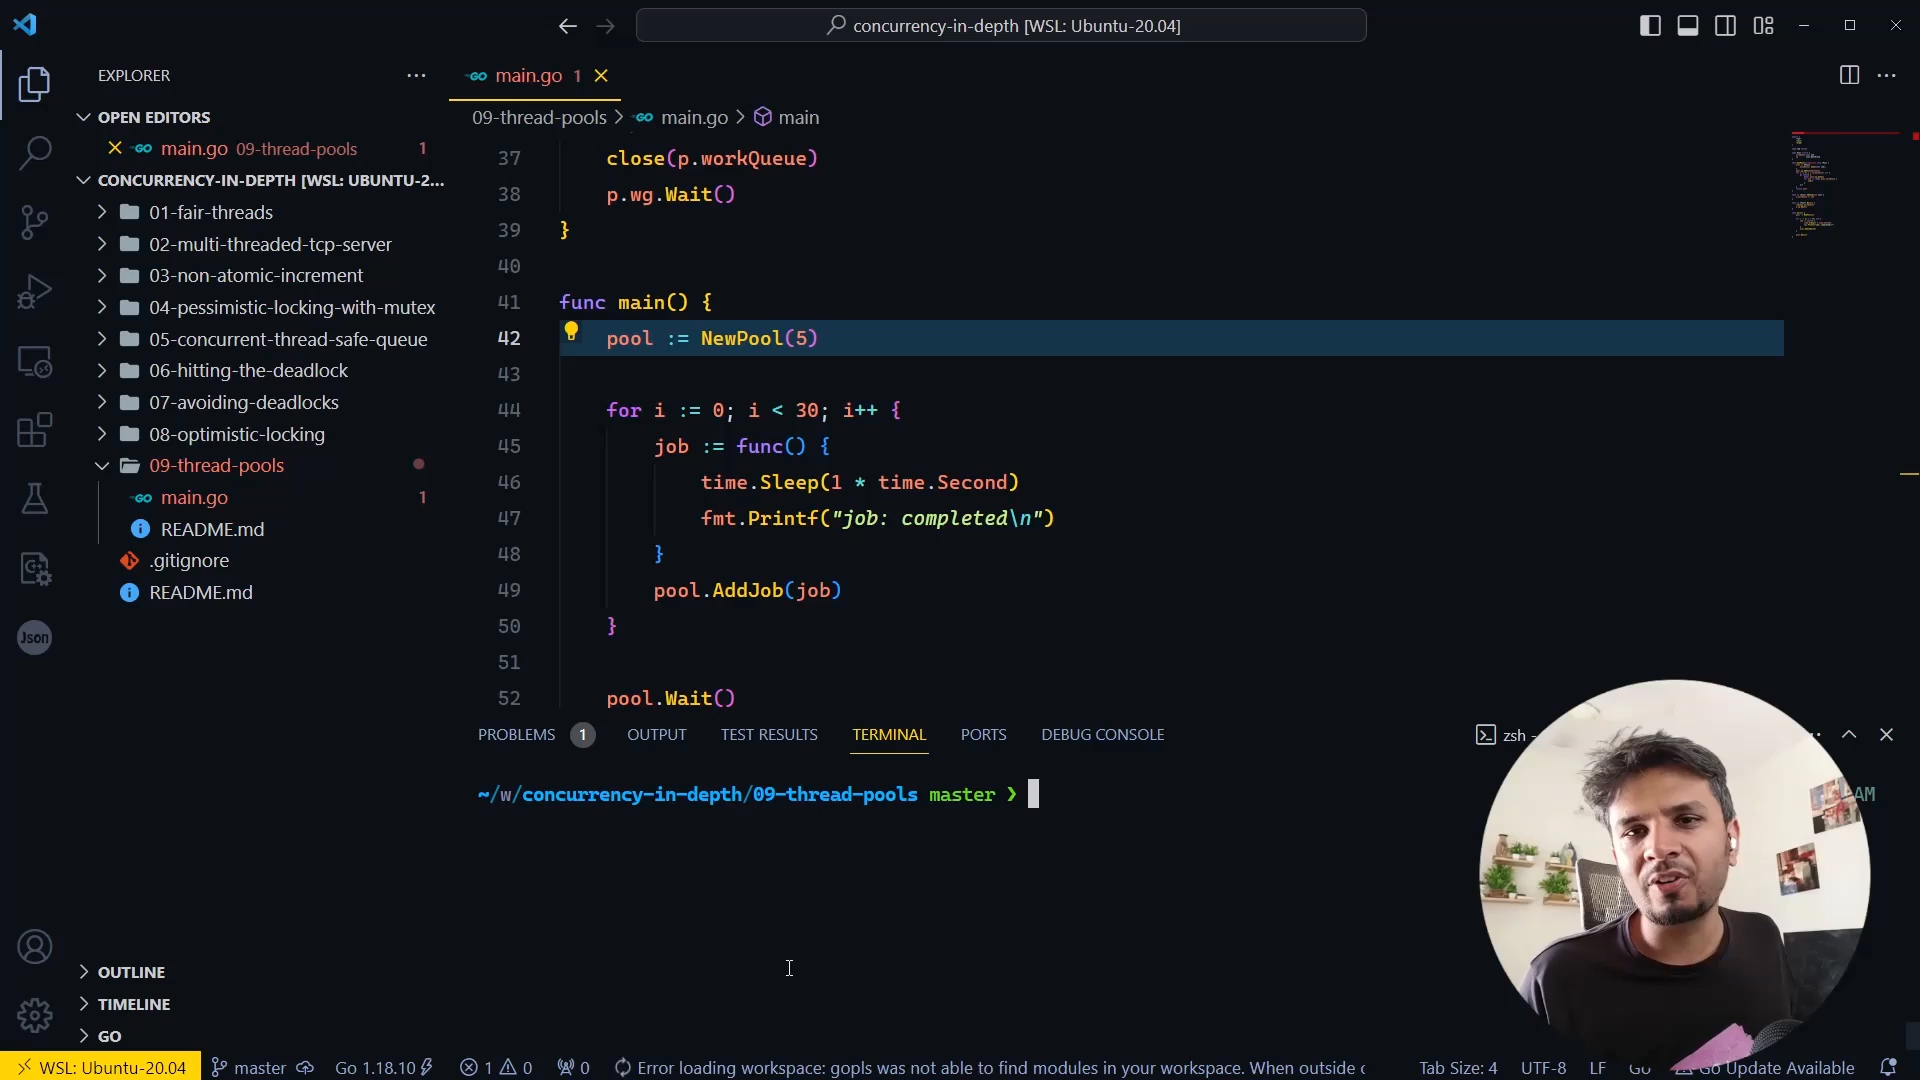 concurrency-in-depth [WSL: Ubuntu-20.04]
EXPLORER
OPEN EDITORS
main.go 09-thread-pools 1
CONCURRENCY-IN-DEPTH [WSL: UBUNTU-2...
01-fair-threads
02-multi-threaded-tcp-server
03-non-atomic-increment
04-pessimistic-locking-with-mutex
05-concurrent-thread-safe-queue
06-hitting-the-deadlock
07-avoiding-deadlocks
08-optimistic-locking
09-thread-pools
main.go 1
README.md
.gitignore
README.md
Json
OUTLINE
TIMELINE
GO
main.go 1
09-thread-pools > main.go > main
37 close(p.workQueue)
38 p.wg.Wait()
39 }
40
41 func main() {
42 pool := NewPool(5)
43
44 for i := 0; i < 30; i++ {
45 job := func() {
46 time.Sleep(1 * time.Second)
47 fmt.Printf("job: completed\n")
48 }
49 pool.AddJob(job)
50 }
51
52 pool.Wait()
PROBLEMS 1 OUTPUT TEST RESULTS TERMINAL PORTS DEBUG CONSOLE
zsh -
~/w/concurrency-in-depth/09-thread-pools master ❯
AM
WSL: Ubuntu-20.04 master Go 1.18.10 1 0 0 Error loading workspace: gopls was not able to find modules in your workspace. When outside Tab Size: 4 UTF-8 LF Go Update Available